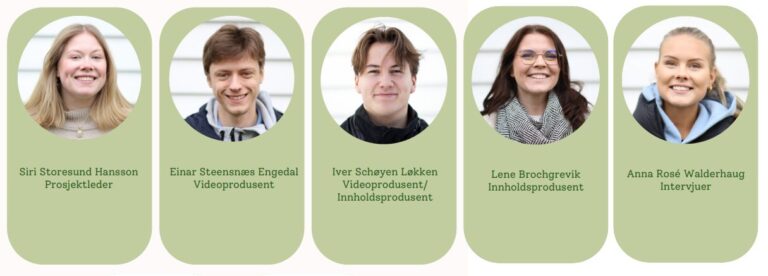 Siri Storesund Hansson
Prosjektleder
Einar Steensnæs Engedal
Videoprodusent
Iver Schøyen Løkken
Videoprodusent/
Innholdsprodusent
Lene Brochgrevik
Innholdsprodusent
Anna Rosé Walderhaug
Intervjuer